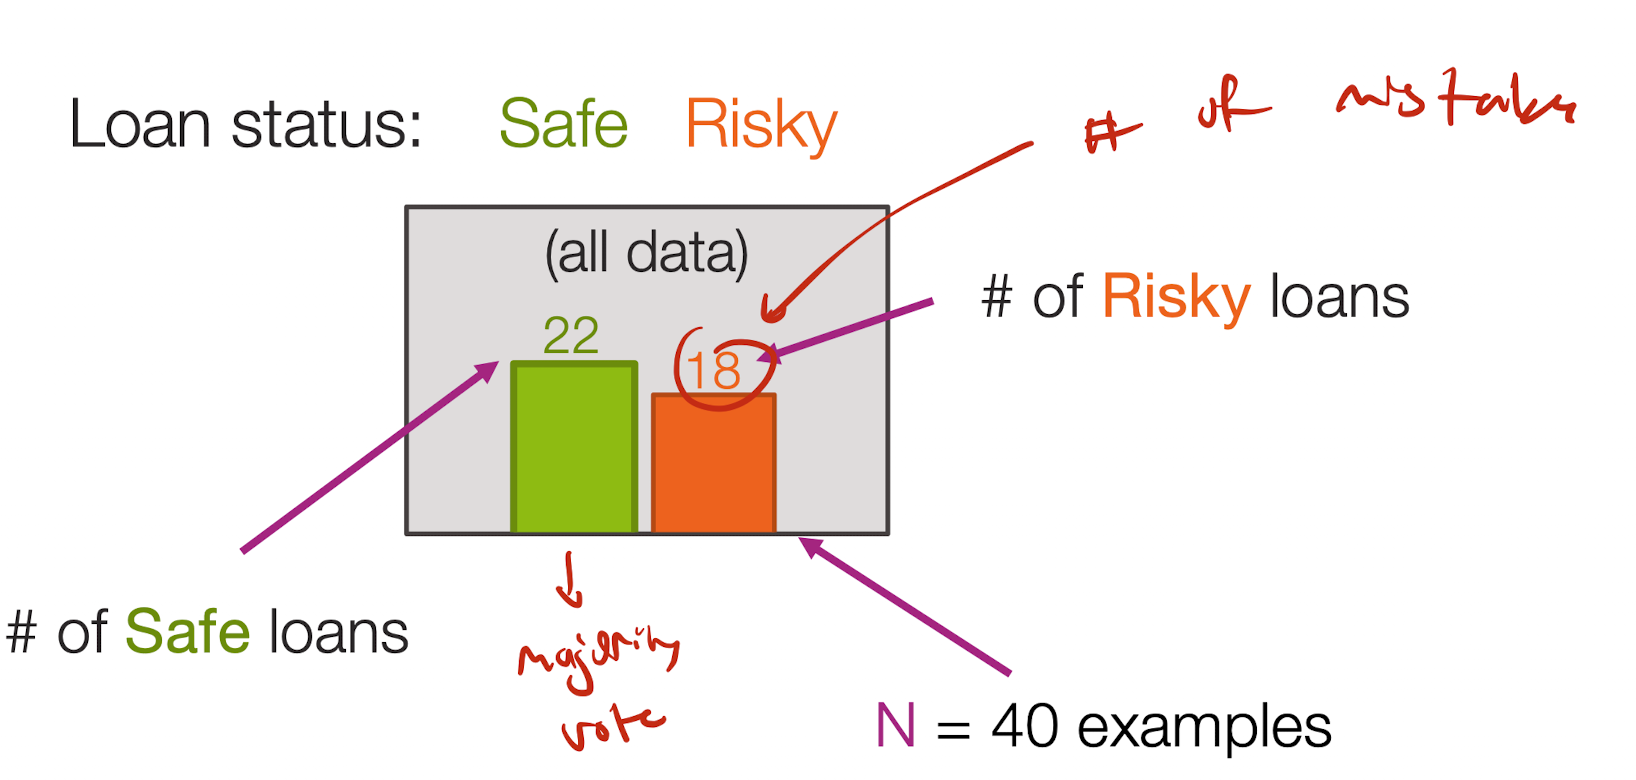 Loan status: Safe Risky
# of mistakes
(all data)
# of Risky loans
22
18
# of Safe loans
majority
vote
N = 40 examples